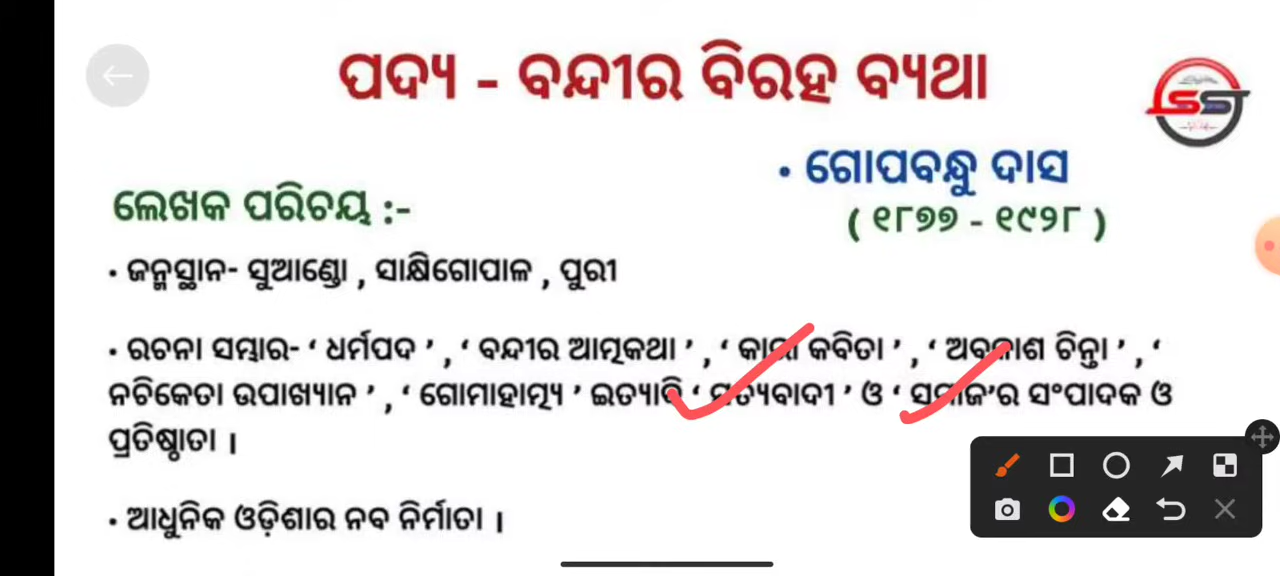 ପଦ୍ୟ - ବନ୍ଦୀର ବିରହ ବ୍ୟଥା
• ଗୋପବନ୍ଧୁ ଦାସ
( ୧୮୭୭ - ୧୯୨୮ )
ଲେଖକ ପରିଚୟ :-
• ଜନ୍ମସ୍ଥାନ- ସୁଆଣ୍ଡୋ , ସାକ୍ଷିଗୋପାଳ , ପୁରୀ
• ରଚନା ସମ୍ଭାର- ‘ ଧର୍ମପଦ ’ , ‘ ବନ୍ଦୀର ଆତ୍ମକଥା ’ , ‘ କାରା କବିତା ’ , ‘ ଅବକାଶ ଚିନ୍ତା ’ , ‘
ନଚିକେତା ଉପାଖ୍ୟାନ ’ , ‘ ଗୋମାହାତ୍ମ୍ୟ ’ ଇତ୍ୟାଦି ‘ ସତ୍ୟବାଦୀ ’ ଓ ‘ ସମାଜ’ର ସଂପାଦକ ଓ
ପ୍ରତିଷ୍ଠାତା ।
• ଆଧୁନିକ ଓଡ଼ିଶାର ନବ ନିର୍ମାତା ।